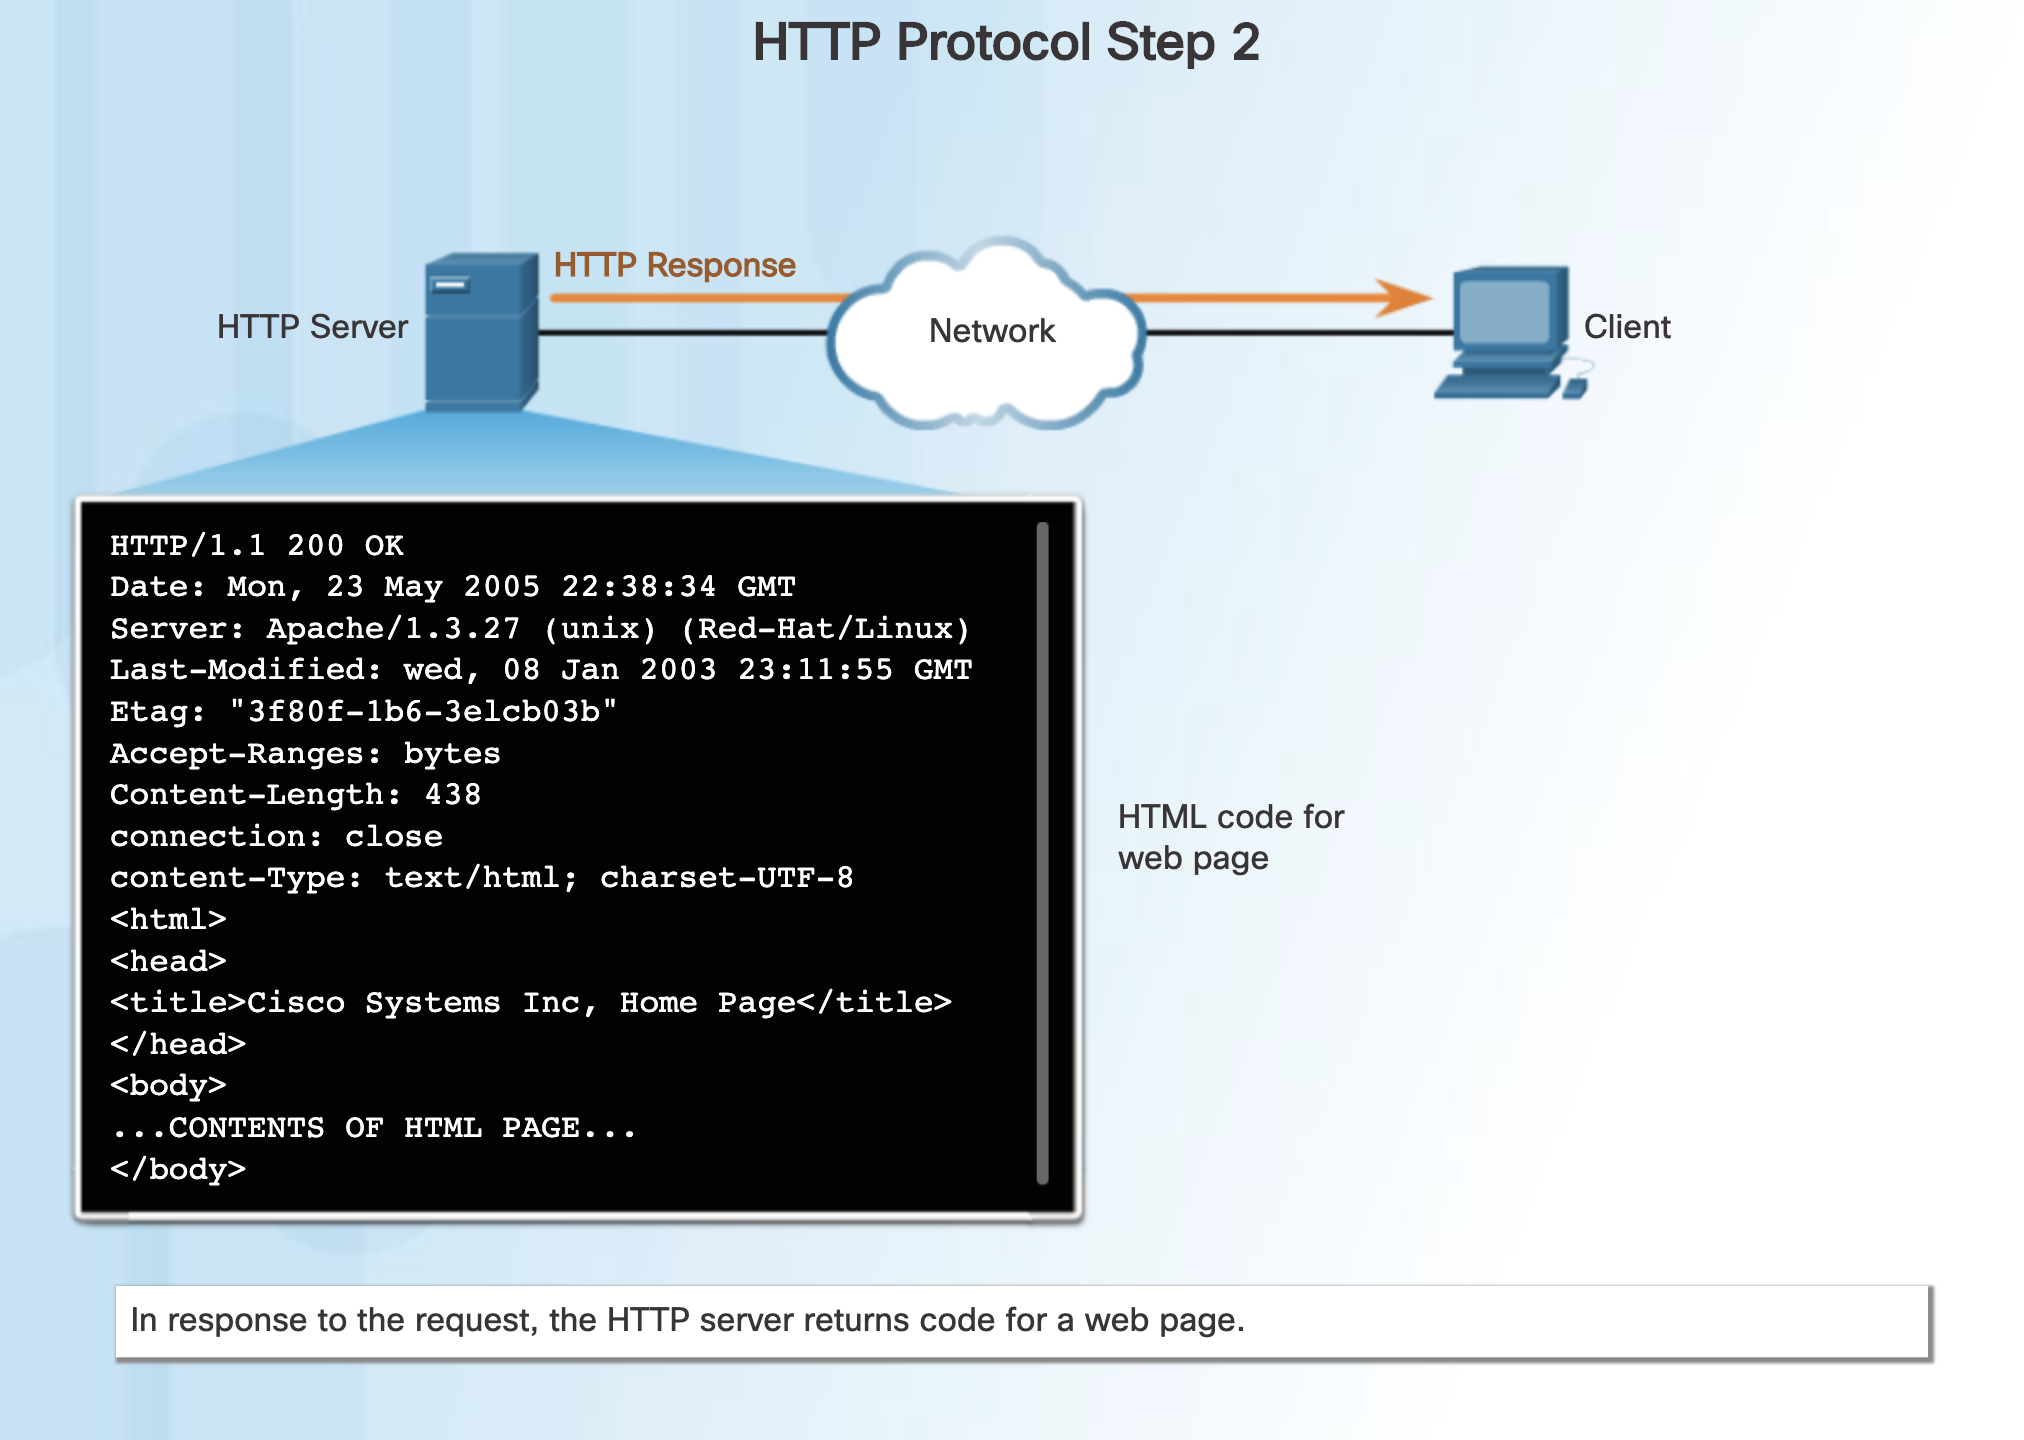 HTTP Protocol Step 2
HTTP Response
HTTP Server
Network
Client
HTTP/1.1 200 OK
Date: Mon, 23 May 2005 22:38:34 GMT
Server: Apache/1.3.27 (unix) (Red-Hat/Linux)
Last-Modified: wed, 08 Jan 2003 23:11:55 GMT
Etag: "3f80f-1b6-3elcb03b"
Accept-Ranges: bytes
Content-Length: 438
connection: close
content-Type: text/html; charset-UTF-8
<html>
<head>
<title>Cisco Systems Inc, Home Page</title>
</head>
<body>
...CONTENTS OF HTML PAGE...
</body>
HTML code for
web page
In response to the request, the HTTP server returns code for a web page.